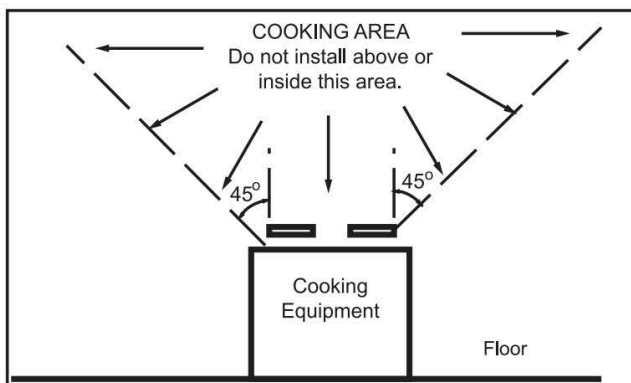 COOKING AREA
Do not install above or
inside this area.
45°
45°
Cooking
Equipment
Floor